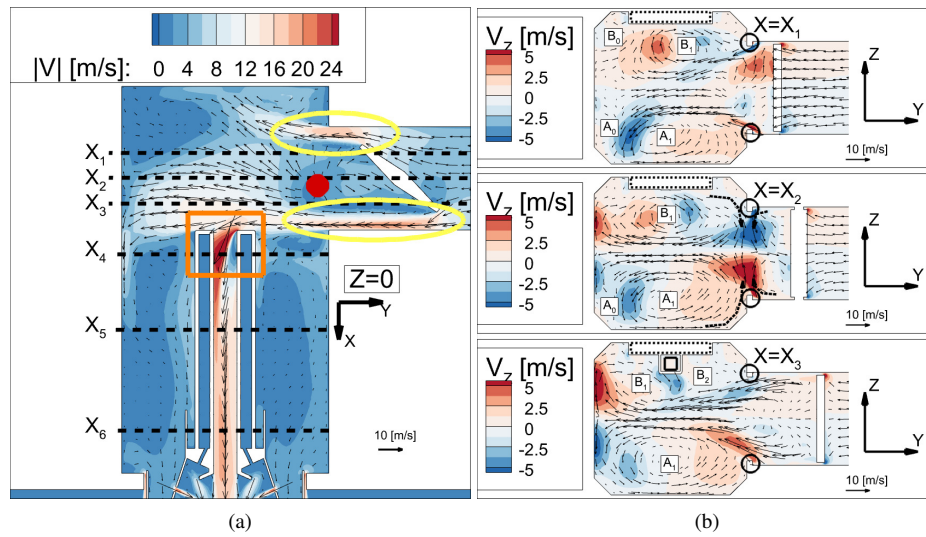 |V| [m/s]: 0 4 8 12 16 20 24
X1
X2
X3
X4
X5
X6
Z=0
Y
X
10 [m/s]
(a)
VZ [m/s]
5
2.5
0
-2.5
-5
B0
B1
A0
A1
X=X1
Z
Y
10 [m/s]
VZ [m/s]
5
2.5
0
-2.5
-5
B1
A0
A1
X=X2
Z
Y
10 [m/s]
VZ [m/s]
5
2.5
0
-2.5
-5
B1
B2
A1
X=X3
Z
Y
10 [m/s]
(b)